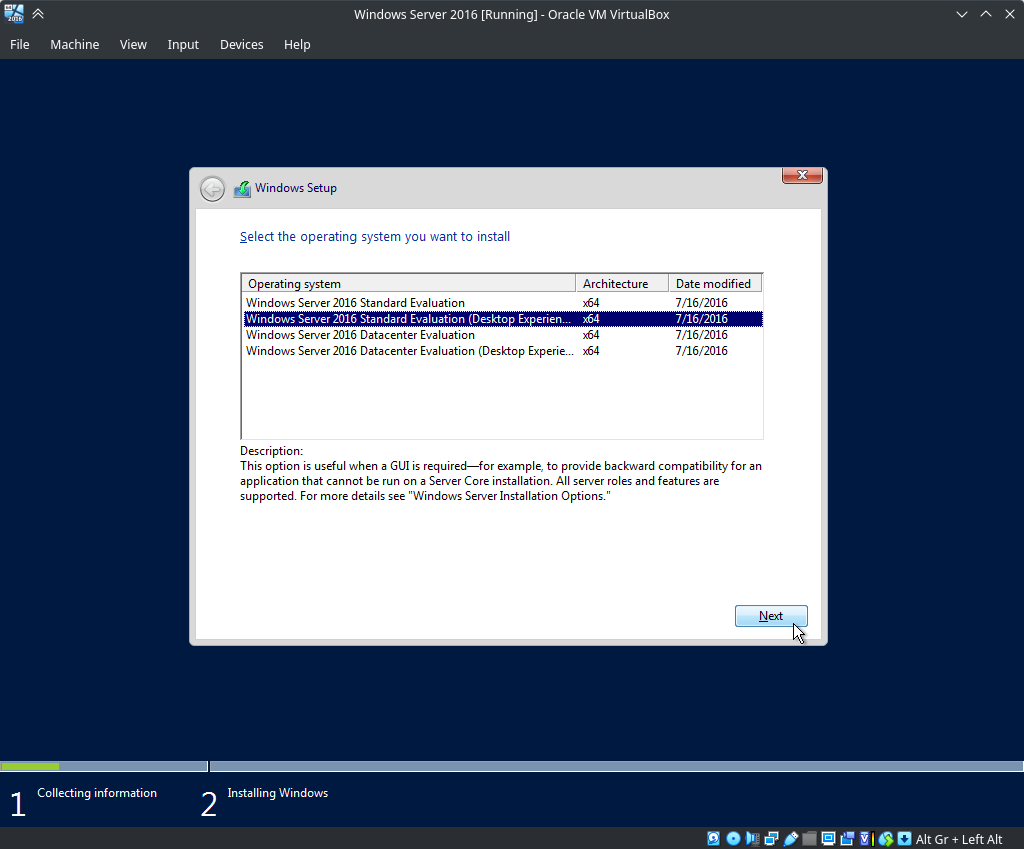 Windows Server 2016 [Running] - Oracle VM VirtualBox
File Machine View Input Devices Help
Windows Setup
Select the operating system you want to install
Operating system Architecture Date modified
Windows Server 2016 Standard Evaluation x64 7/16/2016
Windows Server 2016 Standard Evaluation (Desktop Experien... x64 7/16/2016
Windows Server 2016 Datacenter Evaluation x64 7/16/2016
Windows Server 2016 Datacenter Evaluation (Desktop Experie... x64 7/16/2016
Description:
This option is useful when a GUI is required—for example, to provide backward compatibility for an
application that cannot be run on a Server Core installation. All server roles and features are
supported. For more details see "Windows Server Installation Options."
Next
1 Collecting information 2 Installing Windows
Alt Gr + Left Alt